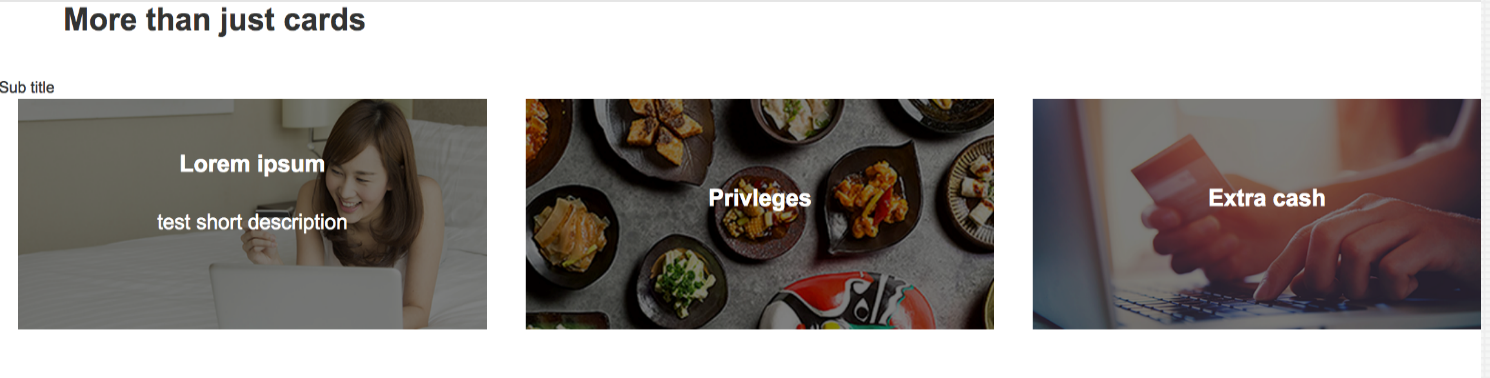 More than just cards
Sub title
Lorem ipsum
test short description
Privleges
Extra cash